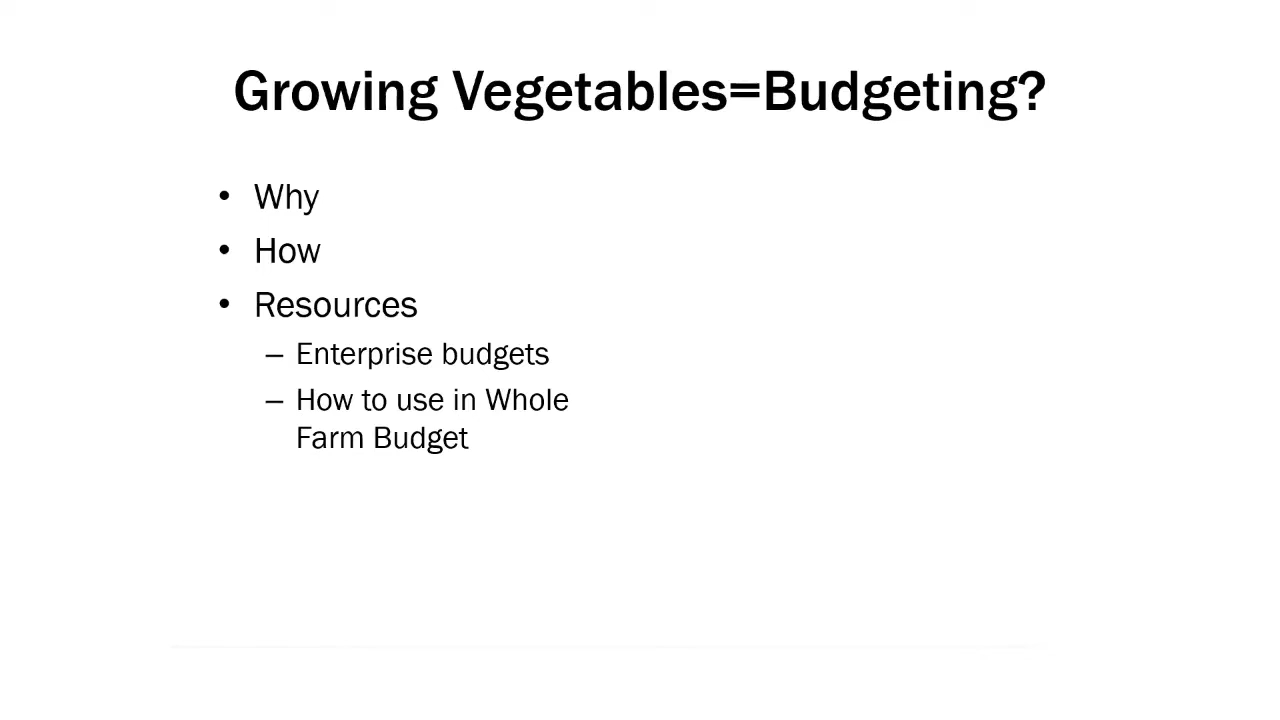 Growing Vegetables=Budgeting?
• Why
• How
• Resources
– Enterprise budgets
– How to use in Whole
Farm Budget